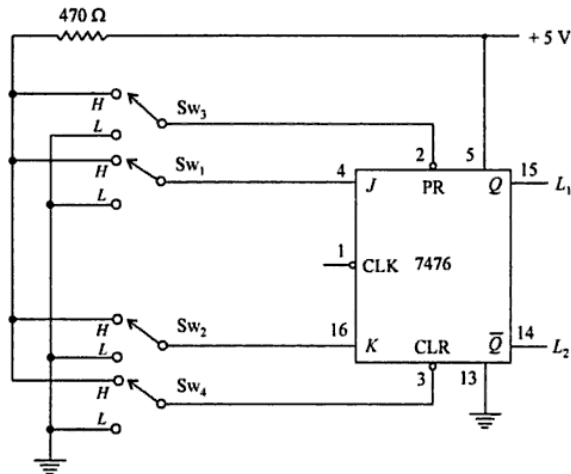 470 Ω
+ 5 V
H
Sw₃
L
2 5
H
Sw₁
4 J PR Q 15 L₁
L
1 CLK 7476
H
Sw₂
16 K CLR Q̅ 14 L₂
L
3 13
H
Sw₄
L